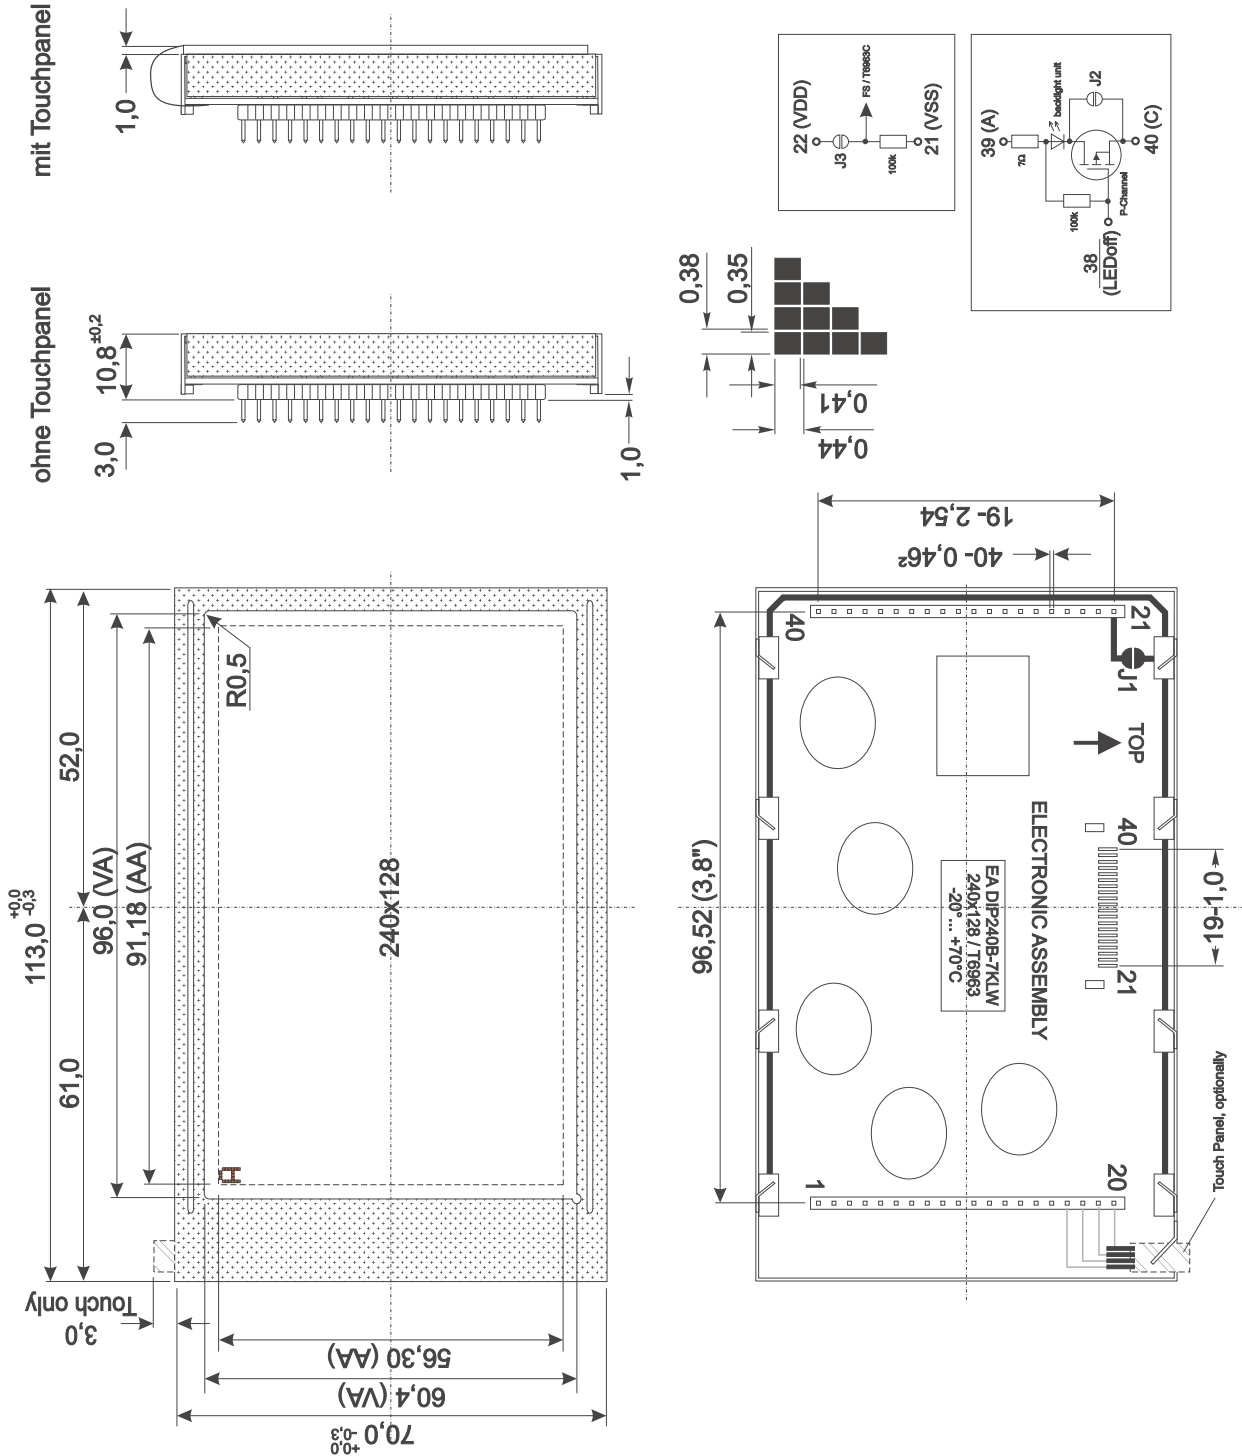 mit Touchpanel
1,0
ohne Touchpanel
10,8 ±0,2
3,0
1,0
22 (VDD)
J3
FS / T6963C
100k
21 (VSS)
39 (A)
7Ω
backlight unit
J2
40 (C)
100k
P-Channel
38
(LEDoff)
0,38
0,35
0,41
0,44
113,0 +0,0 -0,3
52,0
61,0
96,0 (VA)
91,18 (AA)
R0,5
240x128
Touch only
3,0
56,30 (AA)
60,4 (VA)
70,0 +0,0 -0,3
19- 2,54
40- 0,46²
40
21
J1
TOP
96,52 (3,8")
ELECTRONIC ASSEMBLY
EA DIP240B-7KLW
240x128 / T6963
-20° ... +70°C
40
21
19-1,0
1
20
Touch Panel, optionally